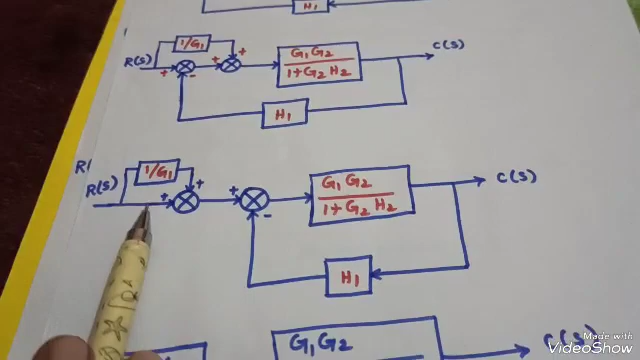 H₁
1/G₁
R(S)
+
-
+
+
G₁G₂
1+G₂H₂
C(S)
H₁
R(
1/G₁
R(S)
+
+
+
-
G₁G₂
1+G₂H₂
C(S)
H₁
G₁G₂
C(S)
Made with
VideoShow